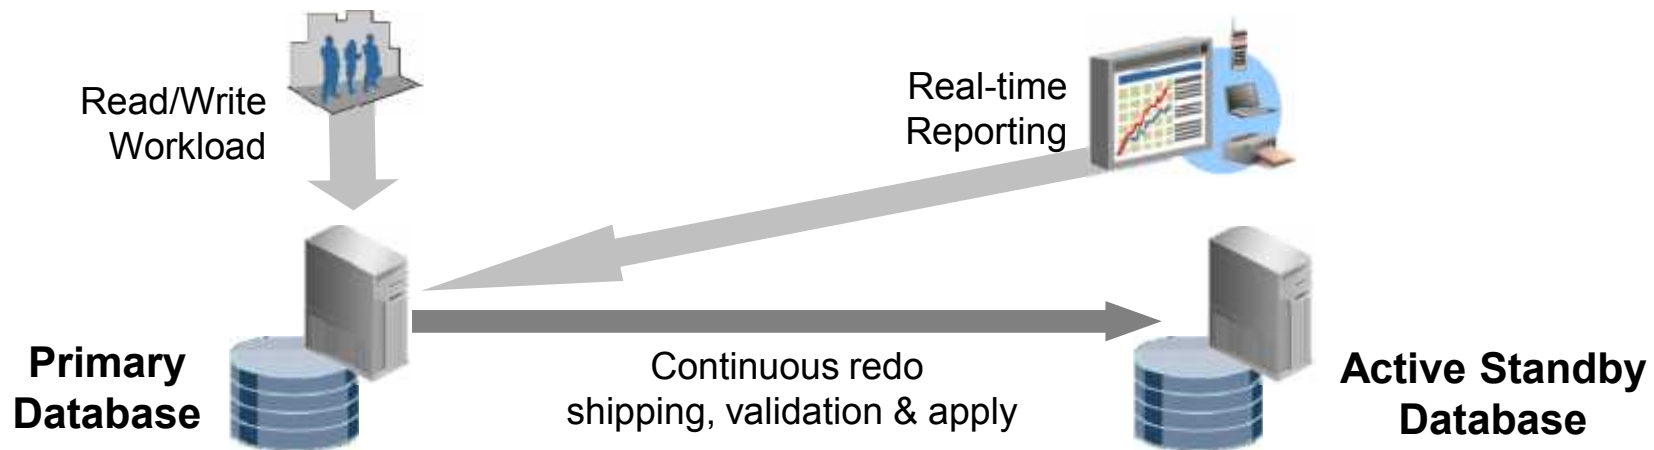 Read/Write
Workload
Real-time
Reporting
Primary
Database
Continuous redo
shipping, validation & apply
Active Standby
Database